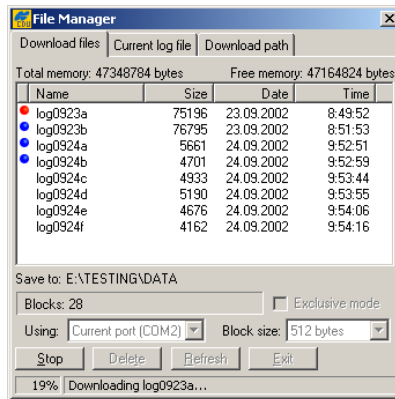 File Manager
Download files Current log file Download path
Total memory: 47348784 bytes Free memory: 47164824 bytes
Name Size Date Time
log0923a 75196 23.09.2002 8:49:52
log0923b 76795 23.09.2002 8:51:53
log0924a 5661 24.09.2002 9:52:51
log0924b 4701 24.09.2002 9:52:59
log0924c 4933 24.09.2002 9:53:44
log0924d 5190 24.09.2002 9:53:55
log0924e 4676 24.09.2002 9:54:06
log0924f 4162 24.09.2002 9:54:16
Save to: E:\TESTING\DATA
Blocks: 28 Exclusive mode
Using: Current port (COM2) Block size: 512 bytes
Stop Delete Refresh Exit
19% Downloading log0923a...